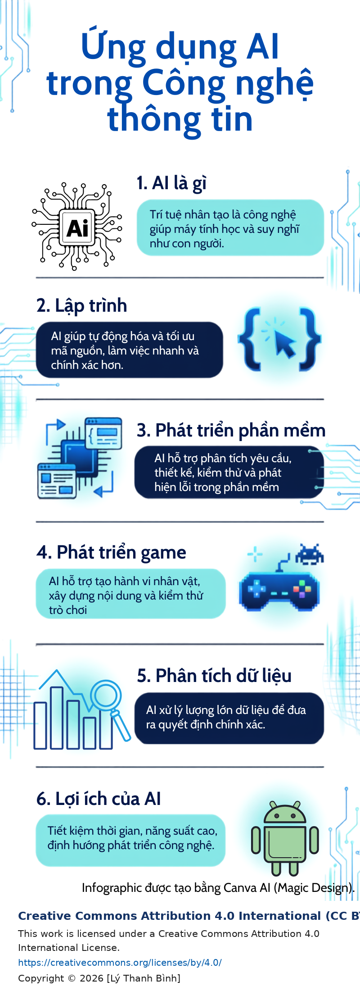 Ứng dụng AI
trong Công nghệ
thông tin
1. AI là gì
Ai
Trí tuệ nhân tạo là công nghệ
giúp máy tính học và suy nghĩ
như con người.
2. Lập trình
AI giúp tự động hóa và tối ưu
mã nguồn, làm việc nhanh và
chính xác hơn.
3. Phát triển phần mềm
AI hỗ trợ phân tích yêu cầu,
thiết kế, kiểm thử và phát
hiện lỗi trong phần mềm
4. Phát triển game
AI hỗ trợ tạo hành vi nhân vật,
xây dựng nội dung và kiểm thử
trò chơi
5. Phân tích dữ liệu
AI xử lý lượng lớn dữ liệu để đưa
ra quyết định chính xác.
6. Lợi ích của AI
Tiết kiệm thời gian, năng suất cao,
định hướng phát triển công nghệ.
Infographic được tạo bằng Canva AI (Magic Design).
Creative Commons Attribution 4.0 International (CC B
This work is licensed under a Creative Commons Attribution 4.0
International License.
https://creativecommons.org/licenses/by/4.0/
Copyright © 2026 [Lý Thanh Bình]